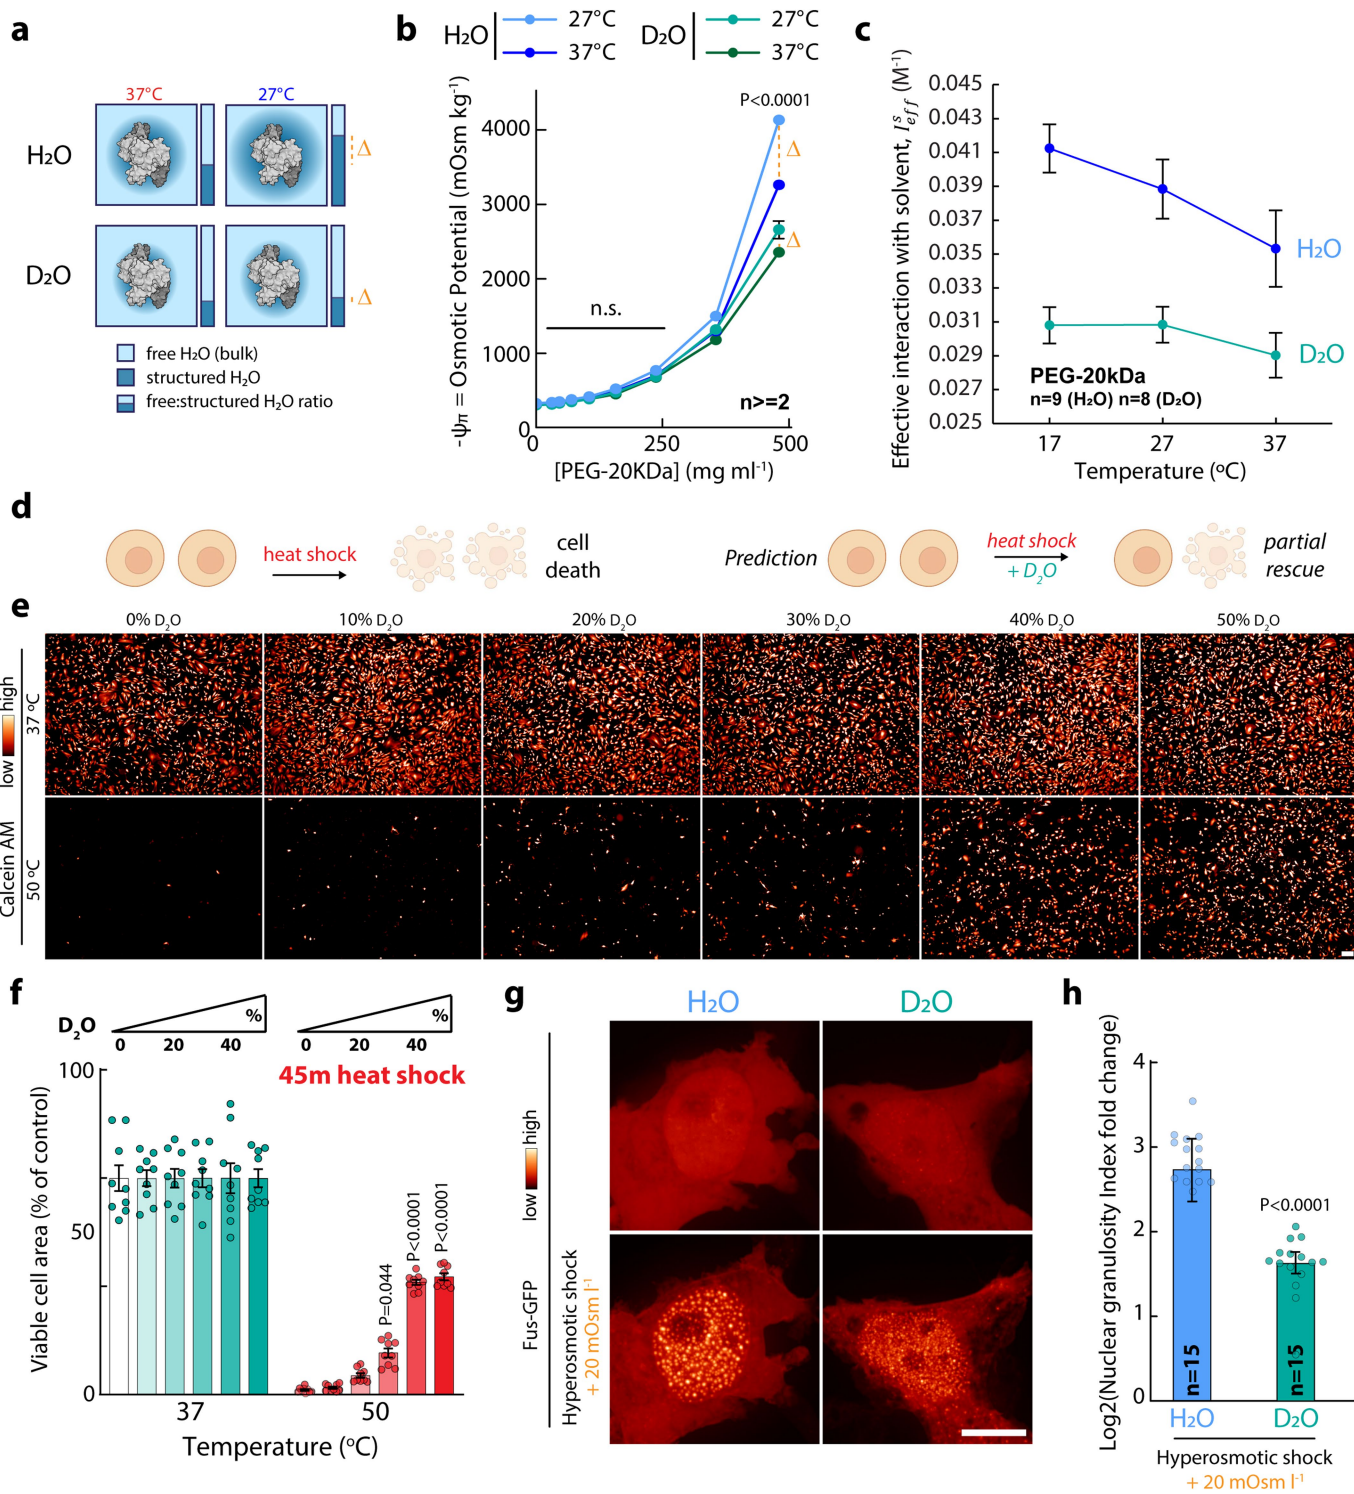 a
37°C
27°C
H₂O
Δ
D₂O
Δ
free H₂O (bulk)
structured H₂O
free:structured H₂O ratio
b
H₂O
27°C
37°C
D₂O
27°C
37°C
-ψπ = Osmotic Potential (mOsm kg⁻¹)
4000
3000
2000
1000
0
P<0.0001
Δ
Δ
n.s.
n>=2
0
250
500
[PEG-20KDa] (mg ml⁻¹)
c
Effective interaction with solvent, Iˢeff (M⁻¹)
0.045
0.043
0.041
0.039
0.037
0.035
0.033
0.031
0.029
0.027
0.025
H₂O
D₂O
PEG-20kDa
n=9 (H₂O) n=8 (D₂O)
17
27
37
Temperature (ºC)
d
heat shock
cell
death
Prediction
heat shock
+ D₂O
partial
rescue
e
0% D₂O
10% D₂O
20% D₂O
30% D₂O
40% D₂O
50% D₂O
low
high
37 ºC
Calcein AM
50 ºC
f
D₂O
%
0
20
40
%
0
20
40
45m heat shock
Viable cell area (% of control)
100
50
0
P=0.044
P<0.0001
P<0.0001
37
50
Temperature (ºC)
g
H₂O
D₂O
low
high
Fus-GFP
Hyperosmotic shock
+ 20 mOsm l⁻¹
h
Log2(Nuclear granulosity Index fold change)
4
3
2
1
0
P<0.0001
n=15
n=15
H₂O
D₂O
Hyperosmotic shock
+ 20 mOsm l⁻¹